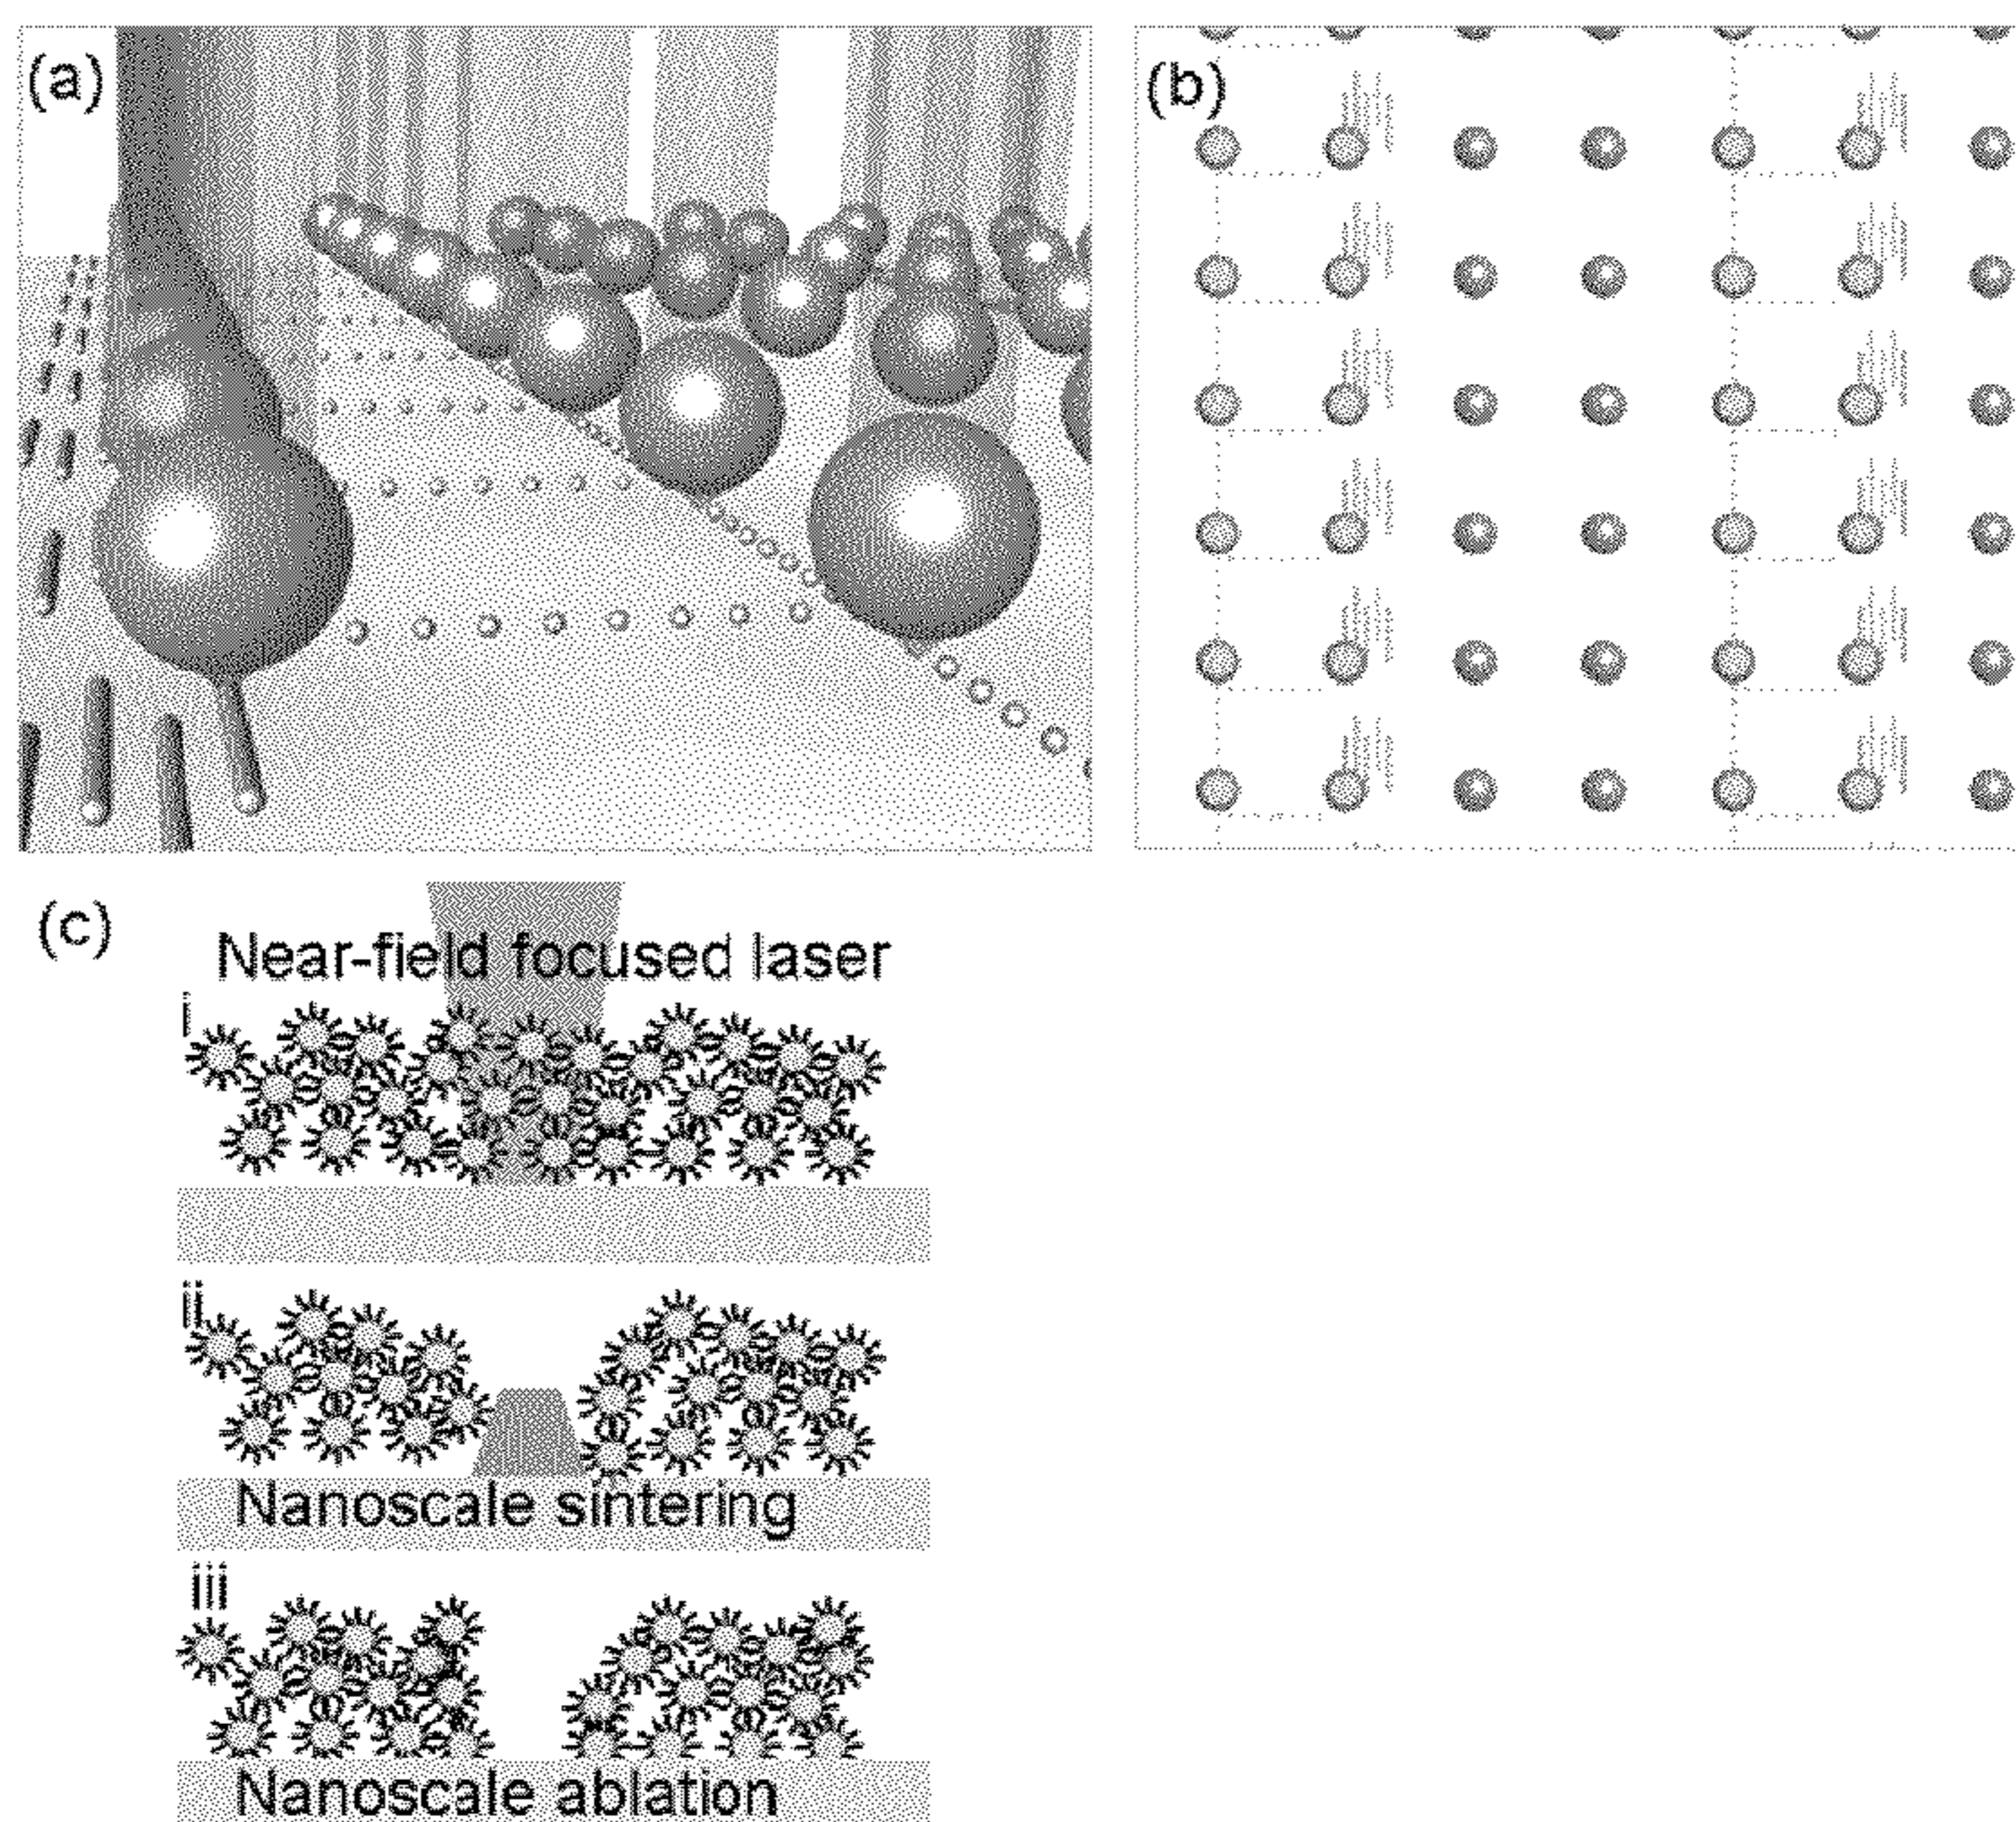 (a)
(b)
(c)
Near-field focused laser
i
ii
Nanoscale sintering
iii
Nanoscale ablation